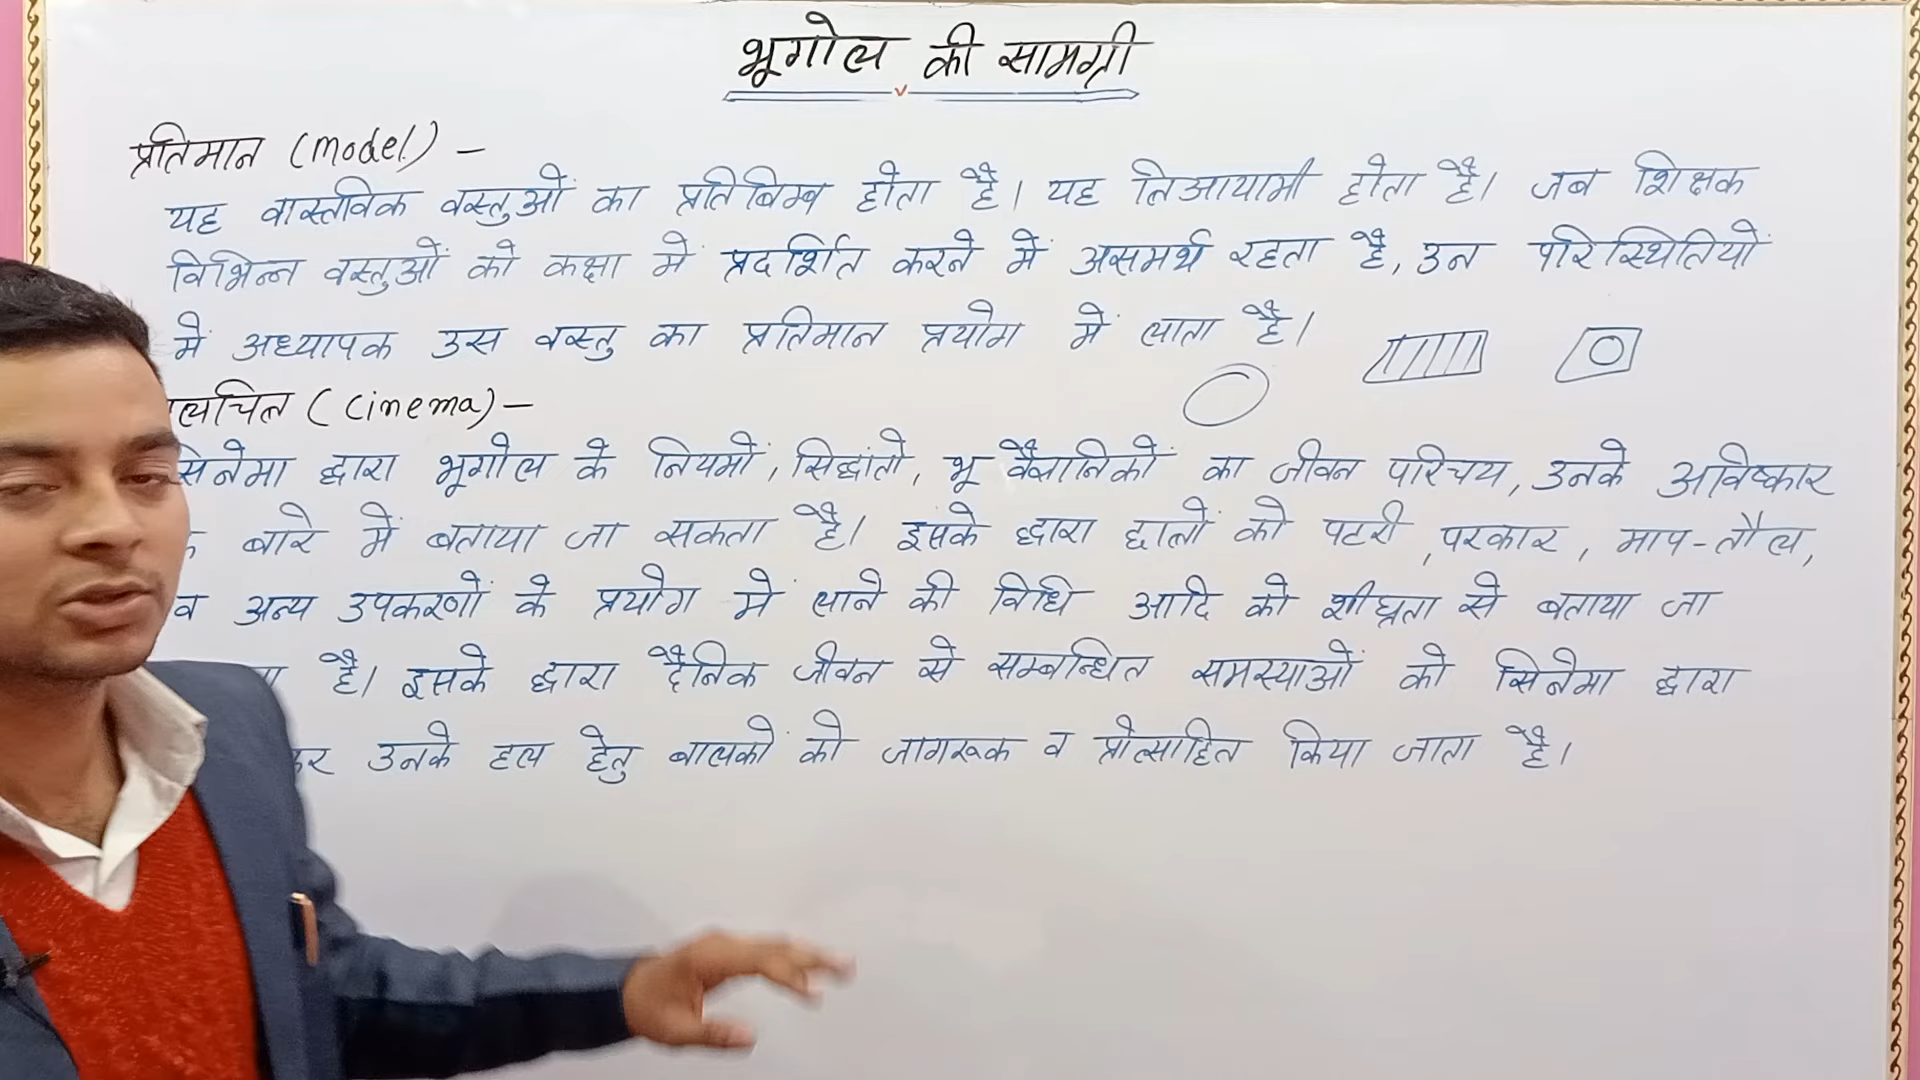 भूगोल की सामग्री
प्रतिमान (model) -
यह वास्तविक वस्तुओं का प्रतिबिम्ब होता है। यह त्रिआयामी होता है। जब शिक्षक
विभिन्न वस्तुओं को कक्षा में प्रदर्शित करने में असमर्थ रहता है, उन परिस्थितियों
में अध्यापक उस वस्तु का प्रतिमान प्रयोग में लाता है।
लचित्र (Cinema) -
सिनेमा द्वारा भूगोल के नियमों, सिद्धांतो, भू वैज्ञानिकों का जीवन परिचय, उनके अविष्कार
बारे में बताया जा सकता है। इसके द्वारा छात्रों को पटरी, परकार, माप-तौल,
व अन्य उपकरणों के प्रयोग में लाने की विधि आदि को शीघ्रता से बताया जा
है। इसके द्वारा दैनिक जीवन से सम्बन्धित समस्याओं को सिनेमा द्वारा
कर उनके हल हेतु बालकों को जागरूक व प्रोत्साहित किया जाता है।